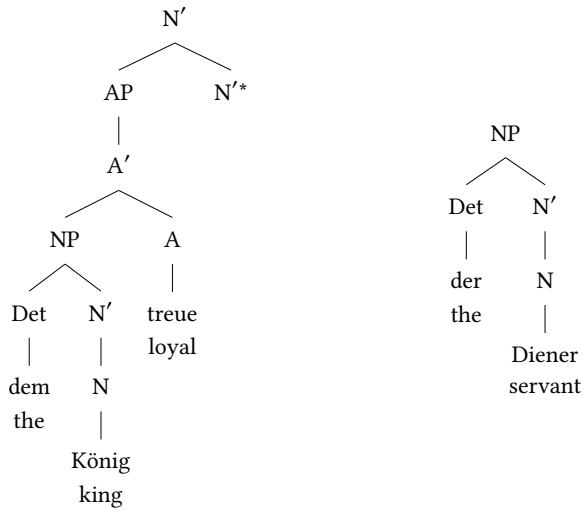 N′
AP N′*
A′
NP A
Det N′ treue
loyal
dem
the N
König
king
NP
Det N′
der
the N
Diener
servant